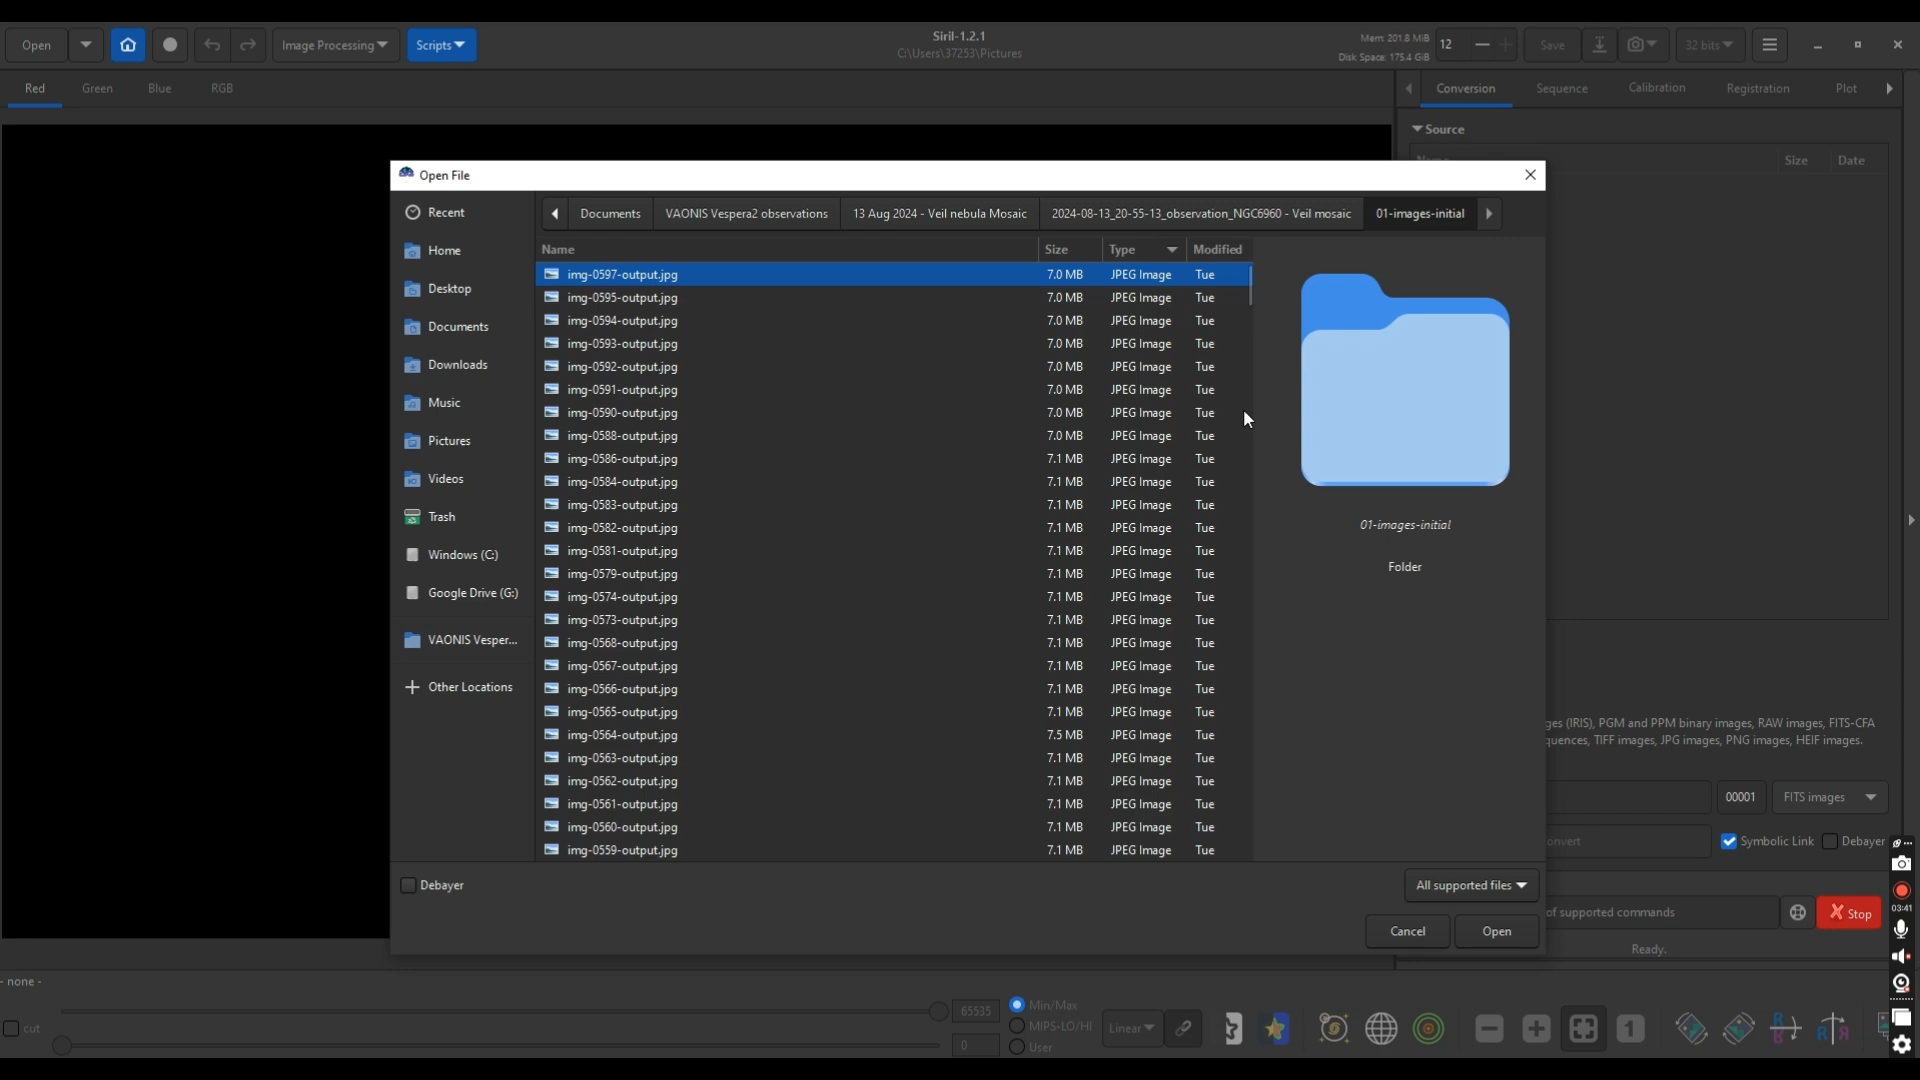 Open
Image Processing
Scripts
Siril-1.2.1
C:\Users\37253\Pictures
Mem: 201.8 MiB
Disk Space: 175.4 GiB
12
Save
32 bits
Red Green Blue RGB
Conversion Sequence Calibration Registration Plot
Source
Size Date
Open File
Recent
Home
Desktop
Documents
Downloads
Music
Pictures
Videos
Trash
Windows (C:)
Google Drive (G:)
VAONIS Vesper...
Other Locations
Documents VAONIS Vespera2 observations 13 Aug 2024 - Veil nebula Mosaic 2024-08-13_20-55-13_observation_NGC6960 - Veil mosaic 01-images-initial
Name Size Type Modified
img-0597-output.jpg 7.0 MB JPEG Image Tue
img-0595-output.jpg 7.0 MB JPEG Image Tue
img-0594-output.jpg 7.0 MB JPEG Image Tue
img-0593-output.jpg 7.0 MB JPEG Image Tue
img-0592-output.jpg 7.0 MB JPEG Image Tue
img-0591-output.jpg 7.0 MB JPEG Image Tue
img-0590-output.jpg 7.0 MB JPEG Image Tue
img-0588-output.jpg 7.0 MB JPEG Image Tue
img-0586-output.jpg 7.1 MB JPEG Image Tue
img-0584-output.jpg 7.1 MB JPEG Image Tue
img-0583-output.jpg 7.1 MB JPEG Image Tue
img-0582-output.jpg 7.1 MB JPEG Image Tue
img-0581-output.jpg 7.1 MB JPEG Image Tue
img-0579-output.jpg 7.1 MB JPEG Image Tue
img-0574-output.jpg 7.1 MB JPEG Image Tue
img-0573-output.jpg 7.1 MB JPEG Image Tue
img-0568-output.jpg 7.1 MB JPEG Image Tue
img-0567-output.jpg 7.1 MB JPEG Image Tue
img-0566-output.jpg 7.1 MB JPEG Image Tue
img-0565-output.jpg 7.1 MB JPEG Image Tue
img-0564-output.jpg 7.5 MB JPEG Image Tue
img-0563-output.jpg 7.1 MB JPEG Image Tue
img-0562-output.jpg 7.1 MB JPEG Image Tue
img-0561-output.jpg 7.1 MB JPEG Image Tue
img-0560-output.jpg 7.1 MB JPEG Image Tue
img-0559-output.jpg 7.1 MB JPEG Image Tue
01-images-initial
Folder
Debayer
All supported files
Cancel
Open
ges (IRIS), PGM and PPM binary images, RAW images, FITS-CFA
quences, TIFF images, JPG images, PNG images, HEIF images.
00001
FITS images
onvert
Symbolic Link
Debayer
of supported commands
Stop
Ready.
03:41
- none -
cut
65535
0
Min/Max
MIPS-LO/HI
User
Linear
1